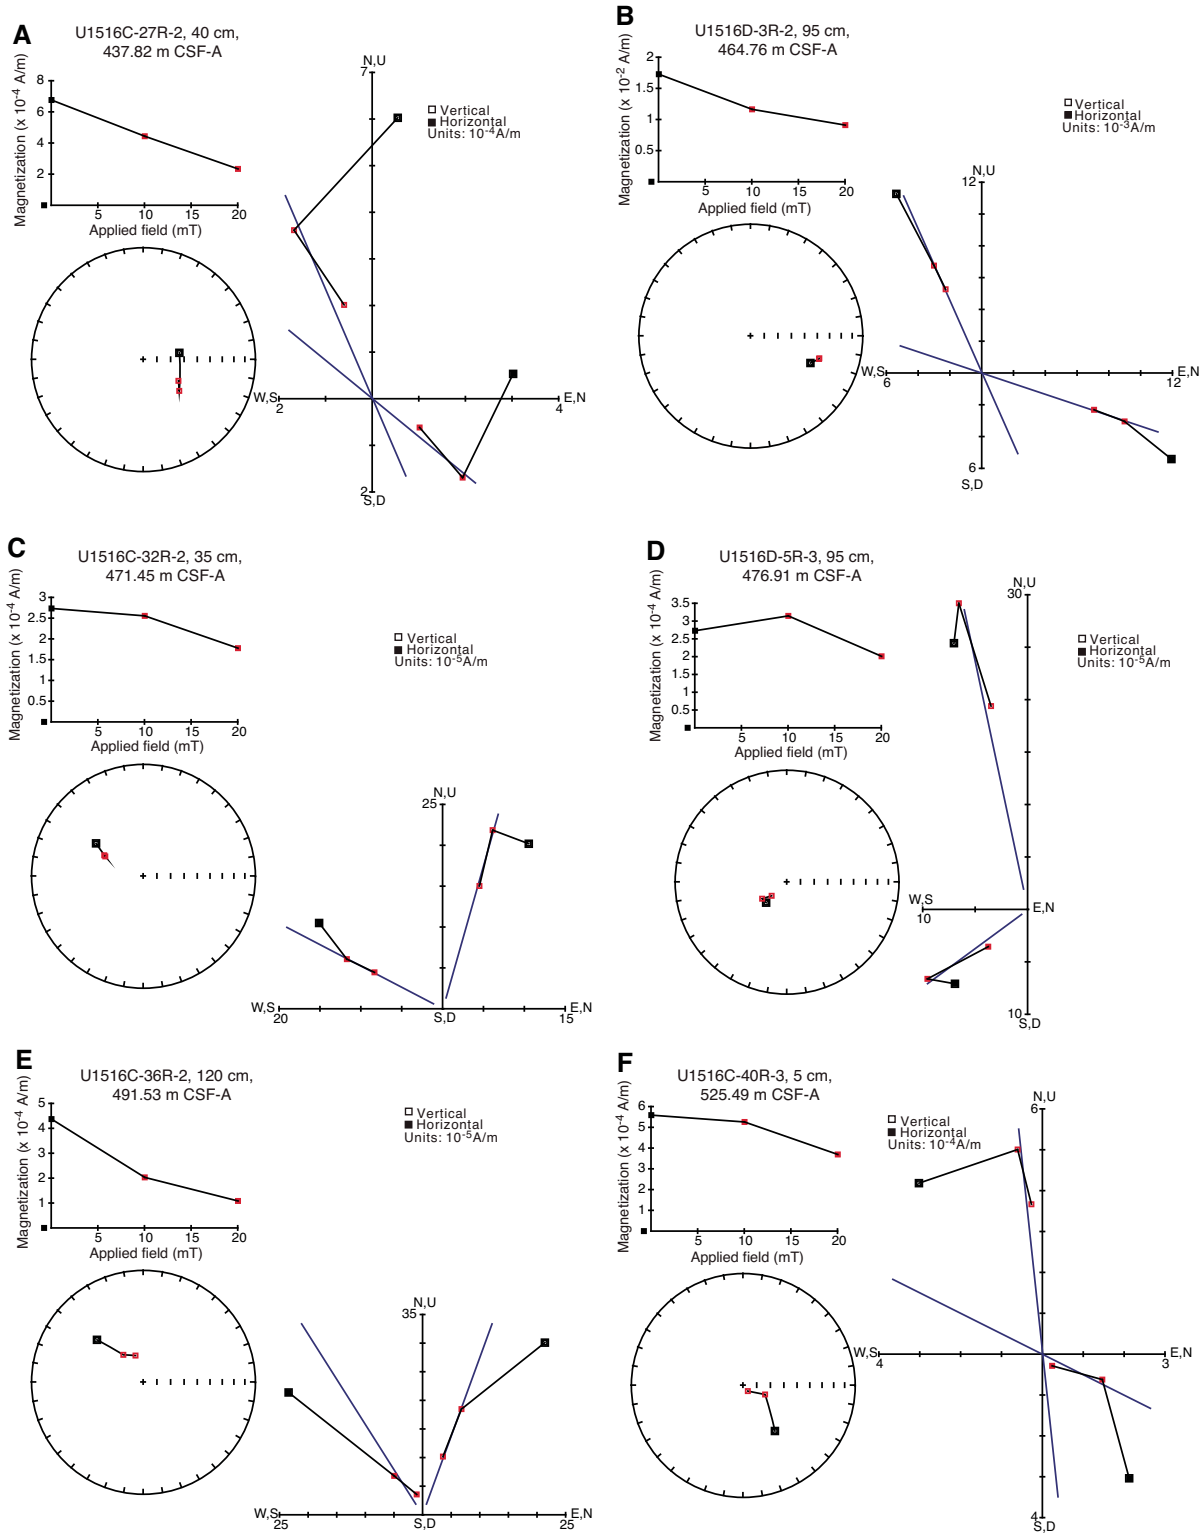 A
U1516C-27R-2, 40 cm,
437.82 m CSF-A
Magnetization (x 10-4 A/m)
8
6
4
2
5
10
15
20
Applied field (mT)
N,U
7
Vertical
Horizontal
Units: 10-4A/m
W,S
2
E,N
4
2
S,D
B
U1516D-3R-2, 95 cm,
464.76 m CSF-A
Magnetization (x 10-2 A/m)
2
1.5
1
0.5
5
10
15
20
Applied field (mT)
Vertical
Horizontal
Units: 10-3A/m
N,U
12
W,S
6
E,N
12
6
S,D
C
U1516C-32R-2, 35 cm,
471.45 m CSF-A
Magnetization (x 10-4 A/m)
3
2.5
2
1.5
1
0.5
5
10
15
20
Applied field (mT)
Vertical
Horizontal
Units: 10-5A/m
N,U
25
W,S
20
S,D
E,N
15
D
U1516D-5R-3, 95 cm,
476.91 m CSF-A
Magnetization (x 10-4 A/m)
3.5
3
2.5
2
1.5
1
0.5
5
10
15
20
Applied field (mT)
N,U
30
Vertical
Horizontal
Units: 10-5A/m
W,S
10
E,N
10
S,D
E
U1516C-36R-2, 120 cm,
491.53 m CSF-A
Magnetization (x 10-4 A/m)
5
4
3
2
1
5
10
15
20
Applied field (mT)
Vertical
Horizontal
Units: 10-5A/m
N,U
35
W,S
25
S,D
E,N
25
F
U1516C-40R-3, 5 cm,
525.49 m CSF-A
Magnetization (x 10-4 A/m)
6
5
4
3
2
1
5
10
15
20
Applied field (mT)
Vertical
Horizontal
Units: 10-4A/m
N,U
6
W,S
4
E,N
3
4
S,D